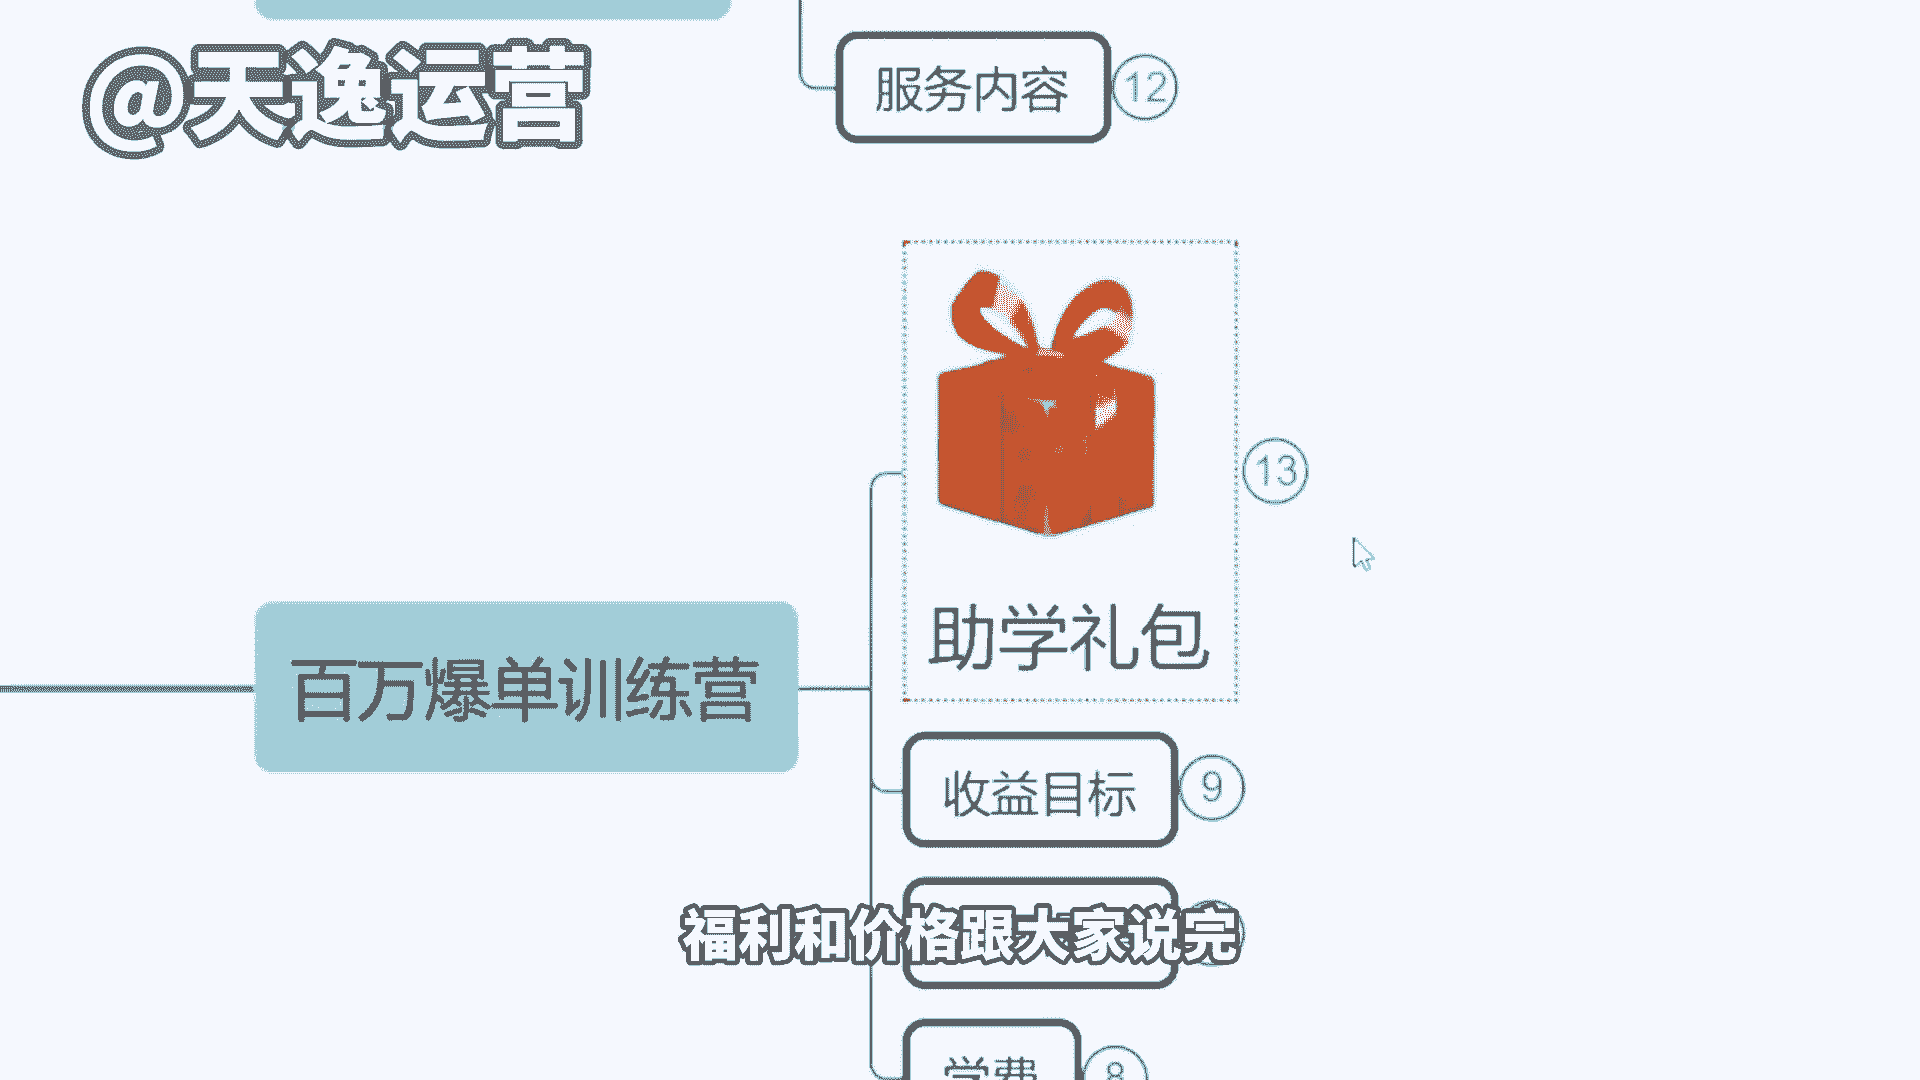 @天逸运营
服务内容 12
13
助学礼包
百万爆单训练营
收益目标 9
福利和价格跟大家说完
学费 8